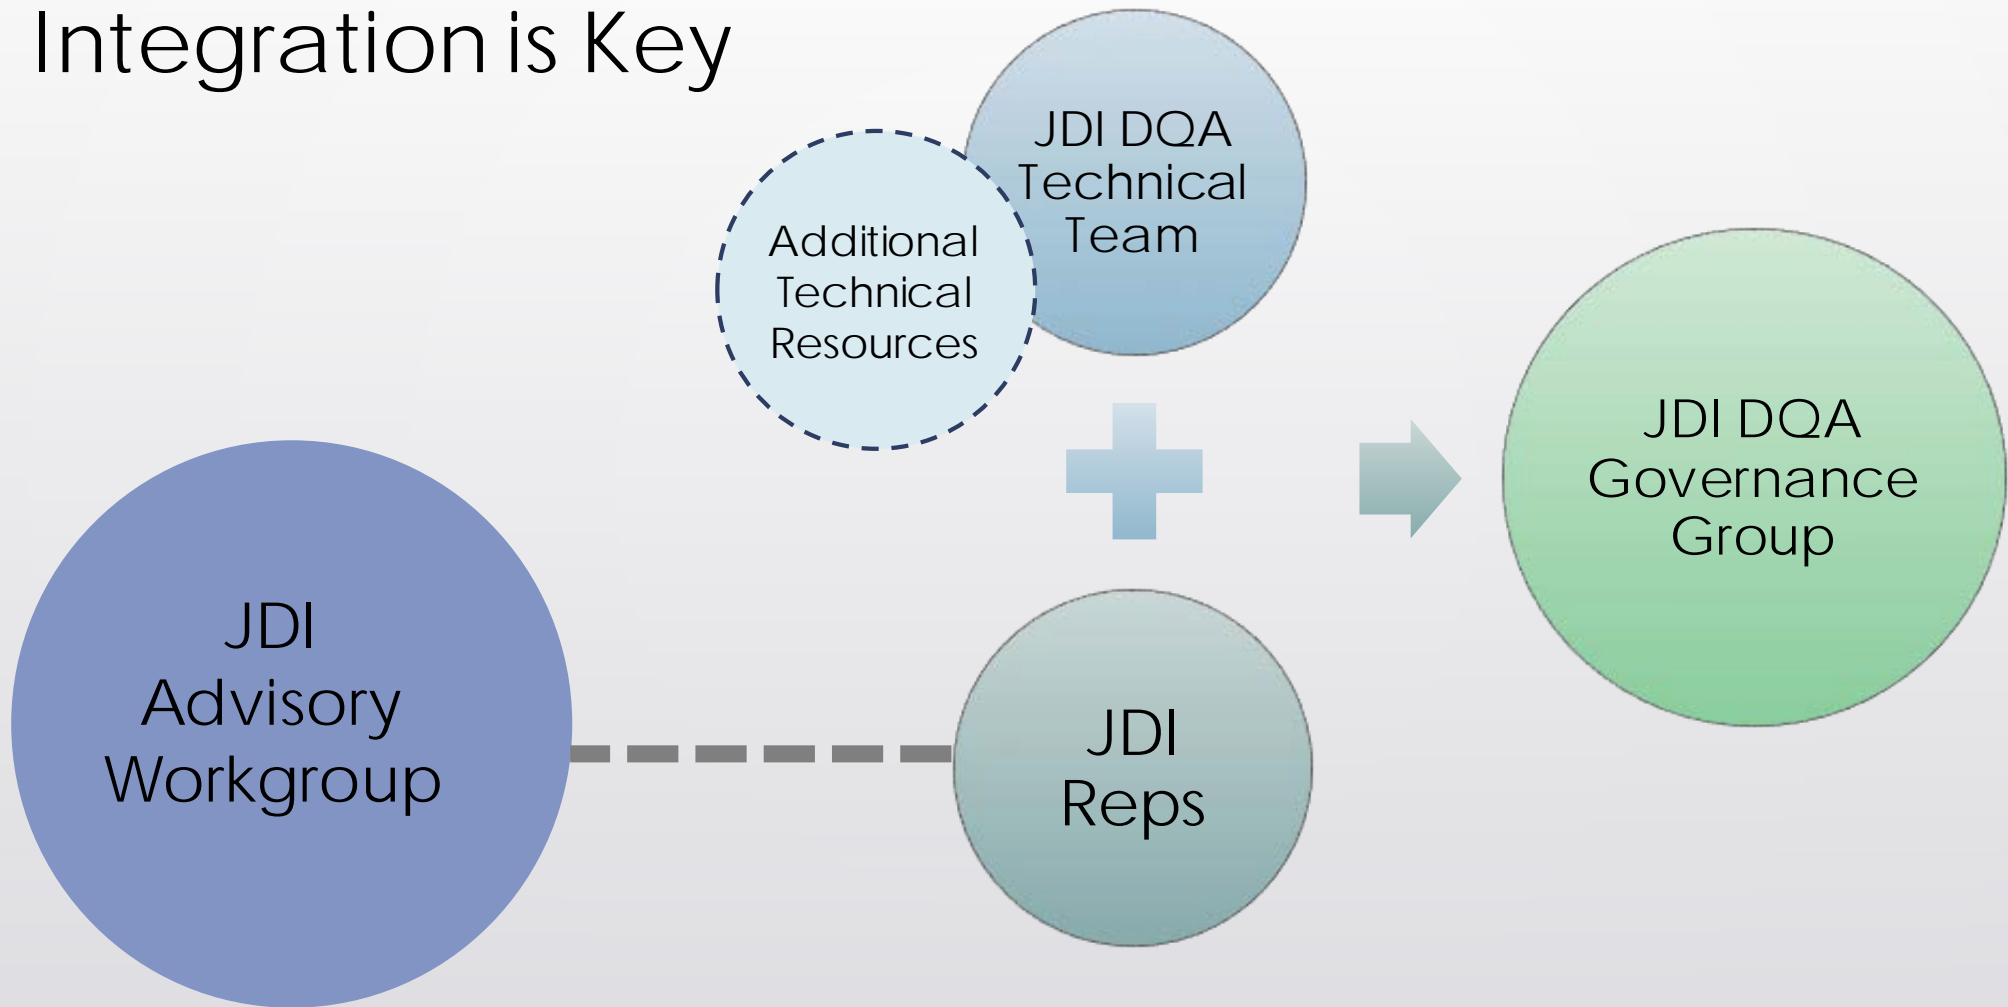 Integration is Key
JDI DQA
Technical
Team
Additional
Technical
Resources
JDI DQA
Governance
Group
JDI
Advisory
Workgroup
JDI
Reps